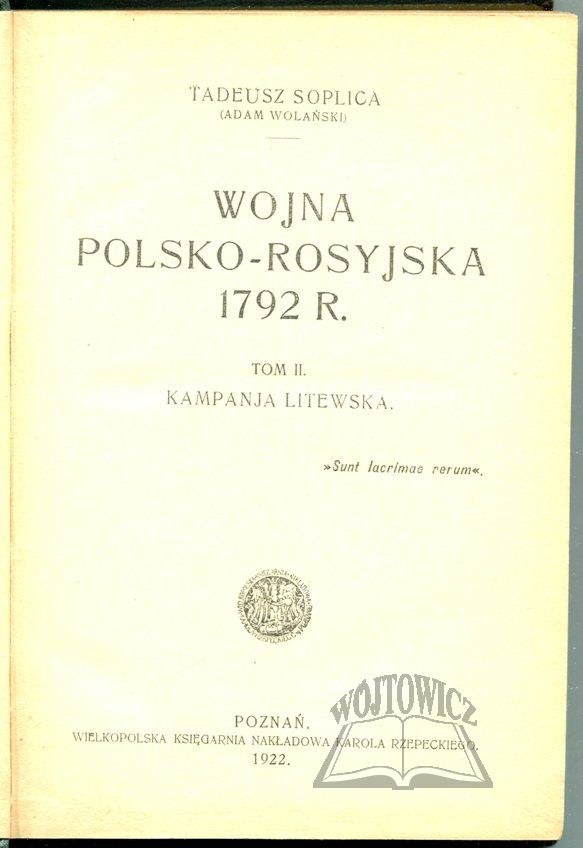 TADEUSZ SOPLICA
(ADAM WOLAŃSKI)
WOJNA
POLSKO-ROSYJSKA
1792 R.
TOM II.
KAMPANJA LITEWSKA.
»Sunt lacrimae rerum«.
WÓJTOWICZ
POZNAŃ.
WIELKOPOLSKA KSIĘGARNIA NAKŁADOWA KAROLA RZEPECKIEGO.
1922.